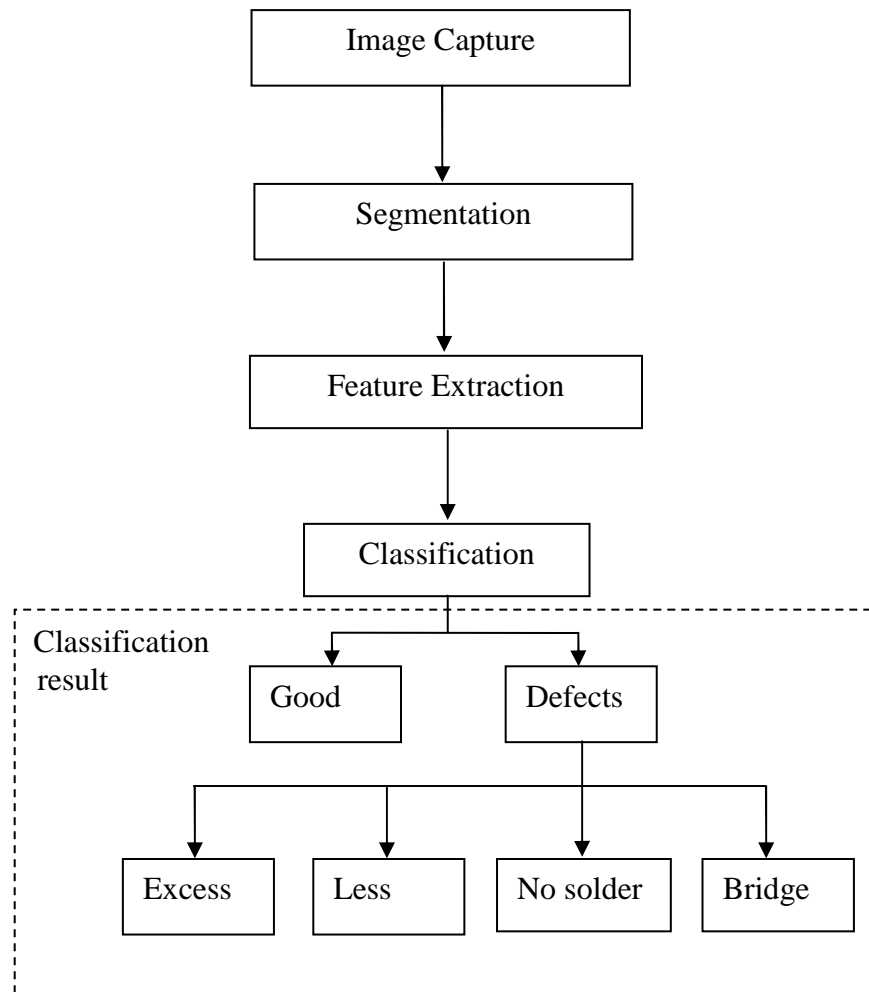 Image Capture
Segmentation
Feature Extraction
Classification
Classification
result
Good
Defects
Excess
Less
No solder
Bridge